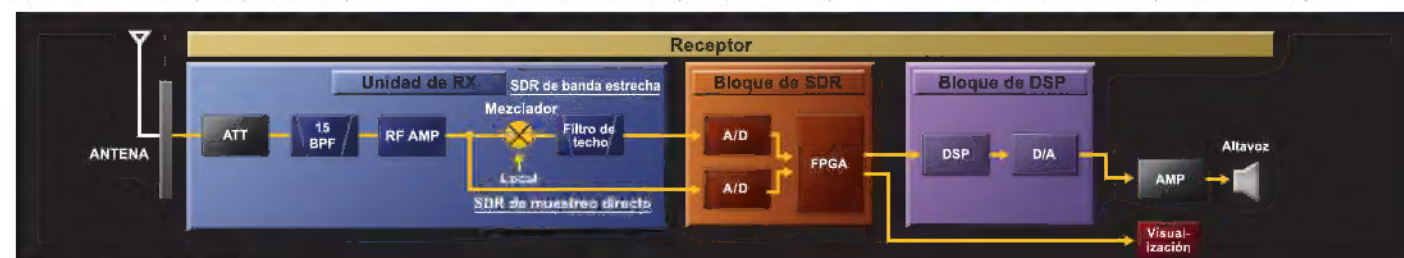 Receptor
Unidad de RX
SDR de banda estrecha
Mezclador
Filtro de
techo
ATT
15
BPF
RF AMP
Local
SDR de muestreo directo
ANTENA
Bloque de SDR
A/D
A/D
FPGA
Bloque de DSP
DSP
D/A
AMP
Altavoz
Visual-
ización